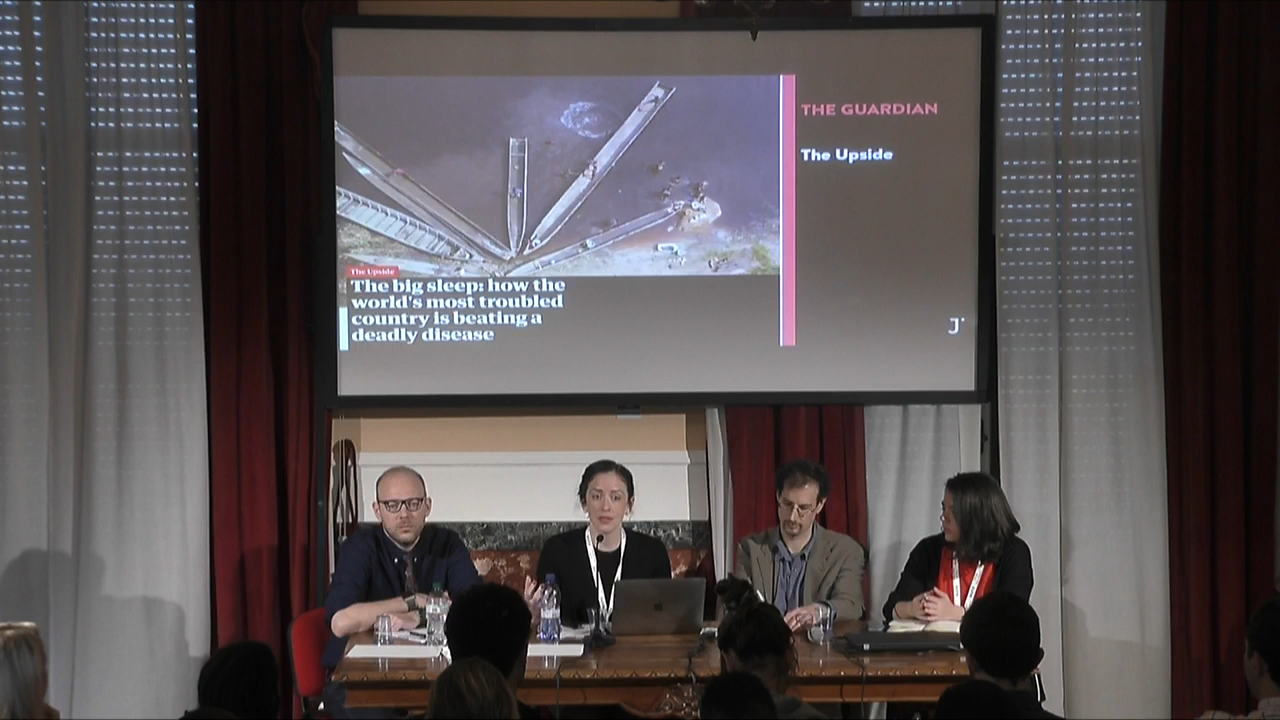 THE GUARDIAN
The Upside
The Upside
The big sleep: how the
world's most troubled
country is beating a
deadly disease
J